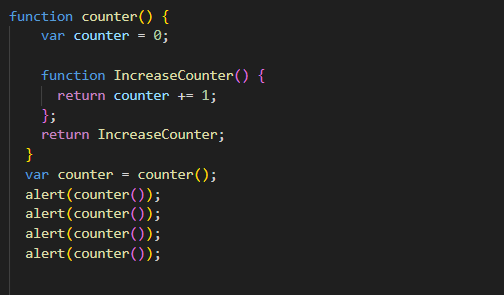 function counter() {
    var counter = 0;

    function IncreaseCounter() {
      return counter += 1;
    };
    return IncreaseCounter;
  }
  var counter = counter();
  alert(counter());
  alert(counter());
  alert(counter());
  alert(counter());